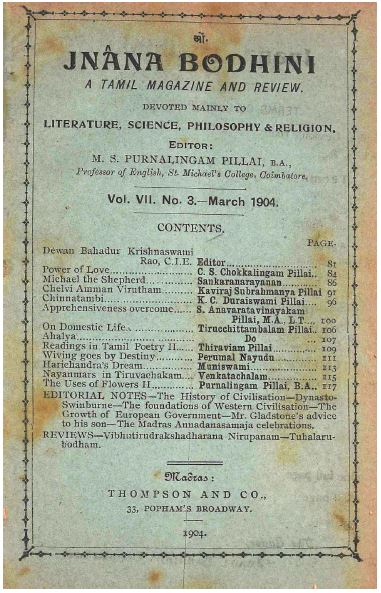 ஓம்.
JNÂNA BODHINI
A TAMIL MAGAZINE AND REVIEW.
DEVOTED MAINLY TO
LITERATURE, SCIENCE, PHILOSOPHY & RELIGION.
EDITOR:
M. S. PURNALINGAM PILLAI, B.A.,
Professor of English, St. Michael's College, Coimbatore.
Vol. VII. No. 3.—March 1904.
CONTENTS.
PAGE.
Dewan Bahadur Krishnaswami
Rao, C.I.E. Editor... 81
Power of Love... C. S. Chokkalingam Pillai.. 84
Michael the Shepherd... Sankaranarayanan... 86
Chelvi Amman Virutham... Kaviraj Subrahmanya Pillai 91
Chinnatambi... K. C. Duraiswami Pillai... 96
Apprehensiveness overcome... S. Anavaratavinayakam
Pillai, M.A., L.T... 100
On Domestic Life... Tirucchittambalam Pillai.. 106
Ahalya... Do ... 107
Readings in Tamil Poetry II... Thiraviam Pillai... 109
Wiving goes by Destiny... Perumal Nayudu ... 111
Harichandra's Dream... Muniswami... 113
Nayanmars in Tiruvachakam... Venkatachalam... 115
The Uses of Flowers II... Purnalingam Pillai, B.A., 117
EDITORIAL NOTES—The History of Civilisation—Dynasto-
Swinburne—The foundations of Western Civilisation—The
Growth of European Government—Mr. Gladstone's advice
to his son—The Madras Annadanasamaja celebrations.
REVIEWS—Vibhutirudrakshadharana Nirupanam—Tuhalaru-
bodham.
Madras:
THOMPSON AND CO.,
33, POPHAM'S BROADWAY.
1904.